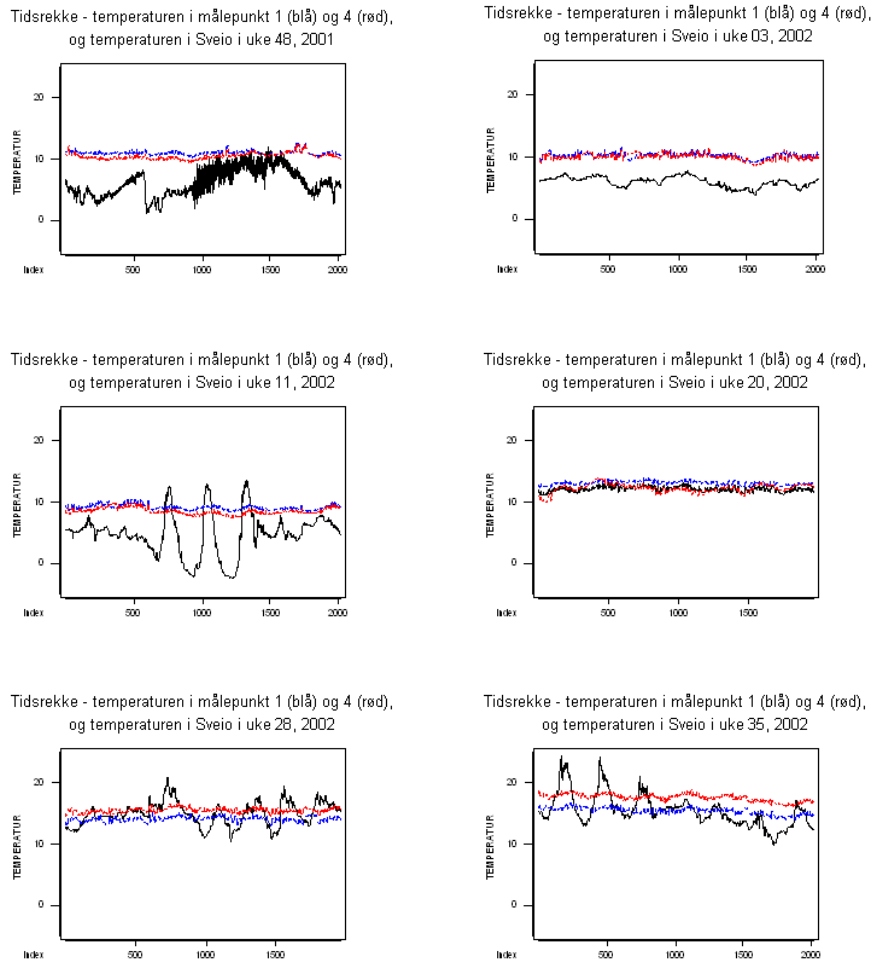 Tidsrekke - temperaturen i målepunkt 1 (blå) og 4 (rød),
og temperaturen i Sveio i uke 48, 2001
TEMPERATUR
20
10
0
Index
500
1000
1500
2000
Tidsrekke - temperaturen i målepunkt 1 (blå) og 4 (rød),
og temperaturen i Sveio i uke 03, 2002
TEMPERATUR
20
10
0
Index
500
1000
1500
2000
Tidsrekke - temperaturen i målepunkt 1 (blå) og 4 (rød),
og temperaturen i Sveio i uke 11, 2002
TEMPERATUR
20
10
0
Index
500
1000
1500
2000
Tidsrekke - temperaturen i målepunkt 1 (blå) og 4 (rød),
og temperaturen i Sveio i uke 20, 2002
TEMPERATUR
20
10
0
Index
500
1000
1500
Tidsrekke - temperaturen i målepunkt 1 (blå) og 4 (rød),
og temperaturen i Sveio i uke 28, 2002
TEMPERATUR
20
10
0
Index
500
1000
1500
Tidsrekke - temperaturen i målepunkt 1 (blå) og 4 (rød),
og temperaturen i Sveio i uke 35, 2002
TEMPERATUR
20
10
0
Index
500
1000
1500
2000